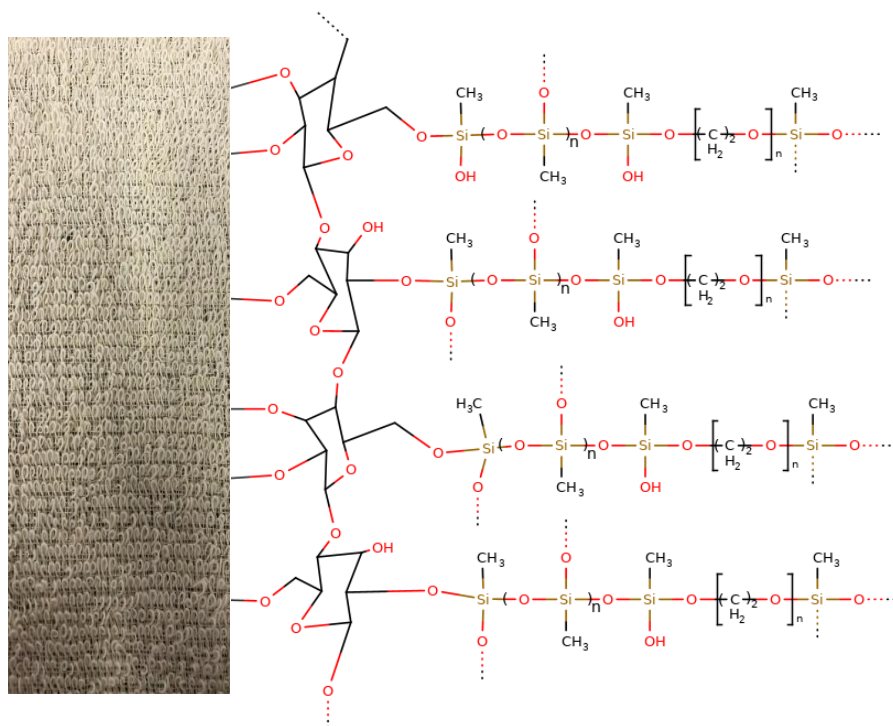 O
CH3 O CH3 CH3
O Si ( O Si )n O Si O [ ( C )2 O ]n Si O
H2
O O
OH CH3 OH
O OH
O CH3 CH3 CH3
O Si ( O Si )n O Si O [ ( C )2 O ]n Si O
H2
O
O O CH3 OH
O
H3C O CH3 CH3
O
O Si ( O Si )n O Si O [ ( C )2 O ]n Si O
H2
O O
O CH3 OH
O
OH
CH3 O CH3 CH3
O O Si ( O Si )n O Si O [ ( C )2 O ]n Si O
H2
O
O CH3 OH
O